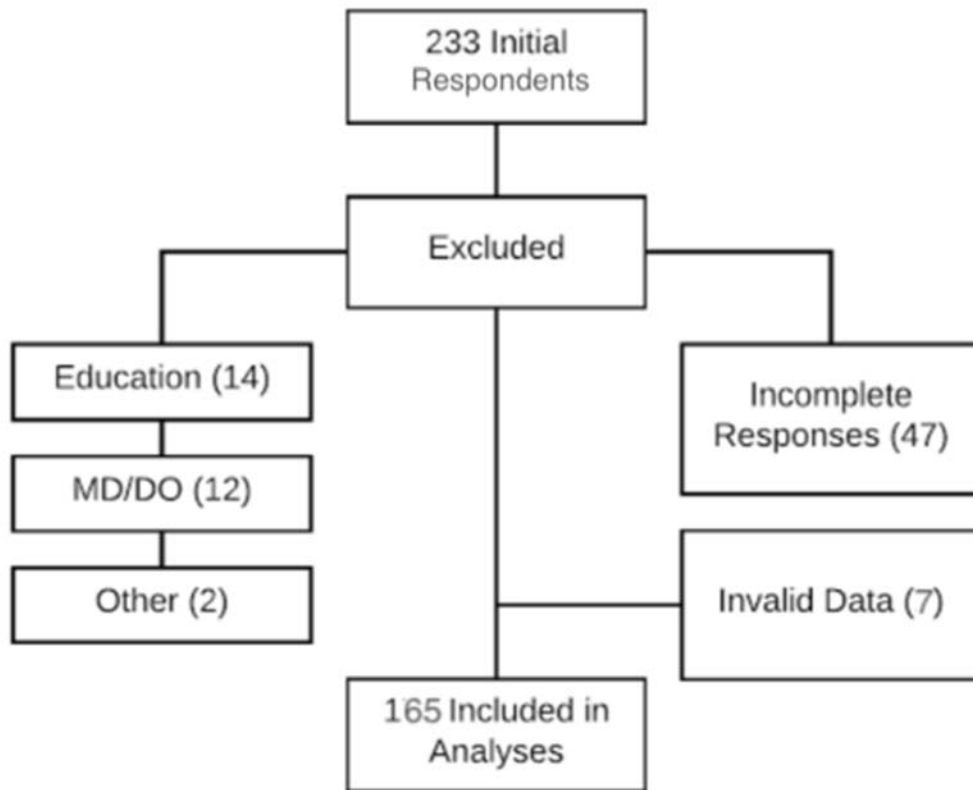 233 Initial
Respondents
Excluded
Education (14)
MD/DO (12)
Other (2)
Incomplete
Responses (47)
Invalid Data (7)
165 Included in
Analyses